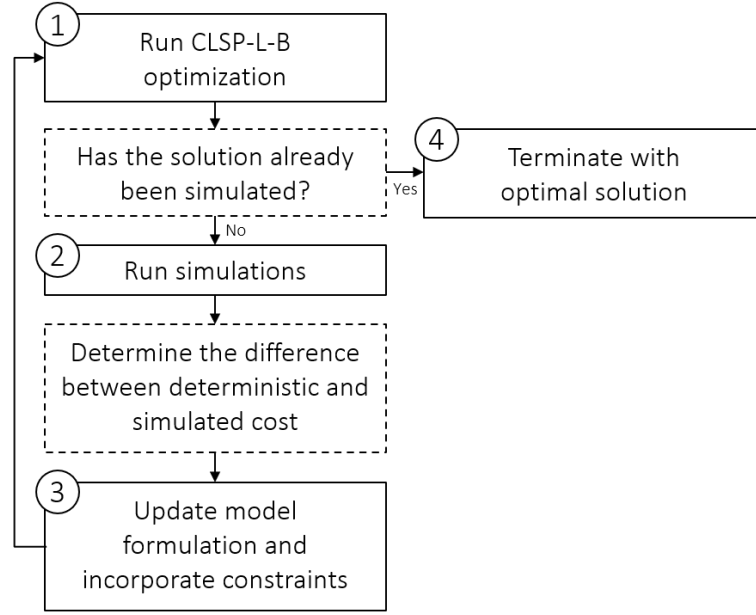 1
Run CLSP-L-B
optimization
Has the solution already
been simulated?
Yes
4
Terminate with
optimal solution
No
2
Run simulations
Determine the difference
between deterministic and
simulated cost
3
Update model
formulation and
incorporate constraints